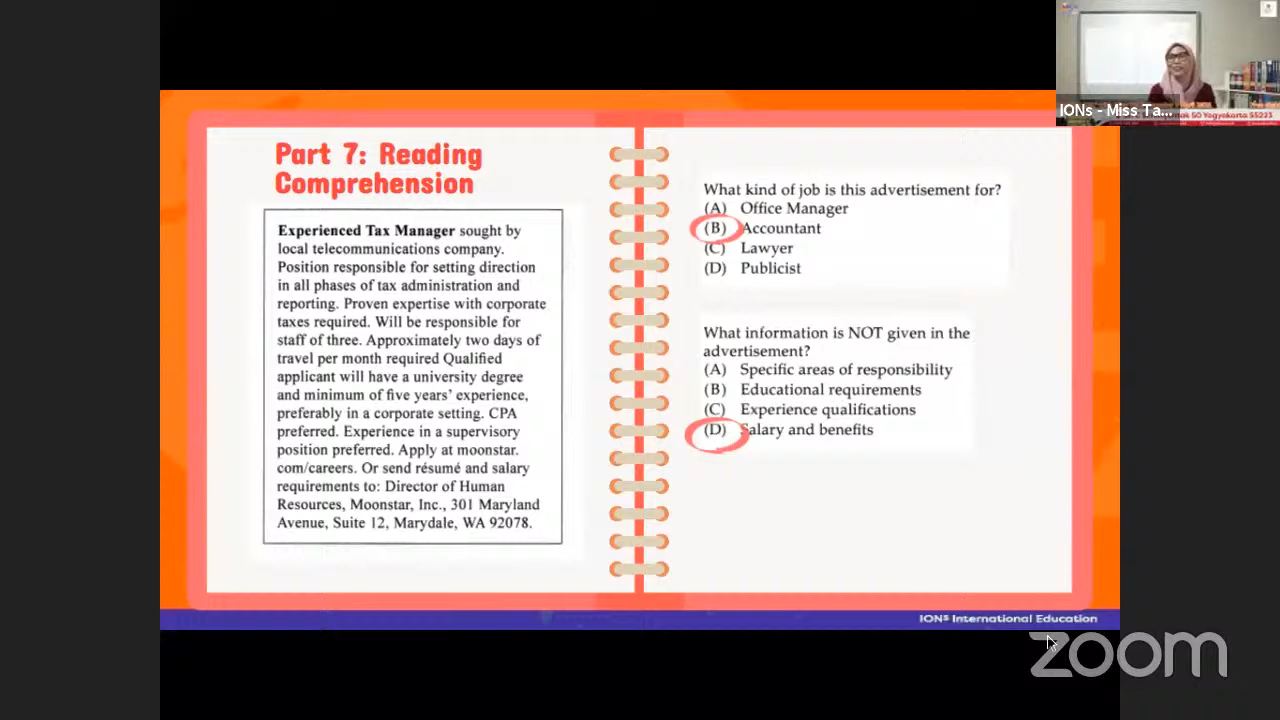 IONs - Miss Ta...
50 Yogyakarta 55223
Part 7: Reading
Comprehension
Experienced Tax Manager sought by
local telecommunications company.
Position responsible for setting direction
in all phases of tax administration and
reporting. Proven expertise with corporate
taxes required. Will be responsible for
staff of three. Approximately two days of
travel per month required Qualified
applicant will have a university degree
and minimum of five years' experience,
preferably in a corporate setting. CPA
preferred. Experience in a supervisory
position preferred. Apply at moonstar.
com/careers. Or send résumé and salary
requirements to: Director of Human
Resources, Moonstar, Inc., 301 Maryland
Avenue, Suite 12, Marydale, WA 92078.
What kind of job is this advertisement for?
(A) Office Manager
(B) Accountant
(C) Lawyer
(D) Publicist
What information is NOT given in the
advertisement?
(A) Specific areas of responsibility
(B) Educational requirements
(C) Experience qualifications
(D) Salary and benefits
IONs International Education
zoom